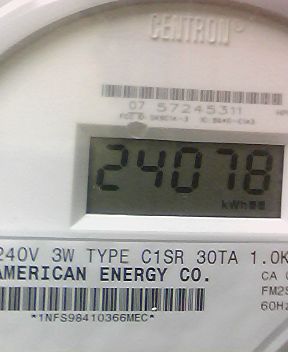 CENTRON®
07 57245311
24078
kWh
240V 3W TYPE C1SR 30TA 1.0K
AMERICAN ENERGY CO.
CA
FM2S
60Hz
*1NFS98410366MEC*